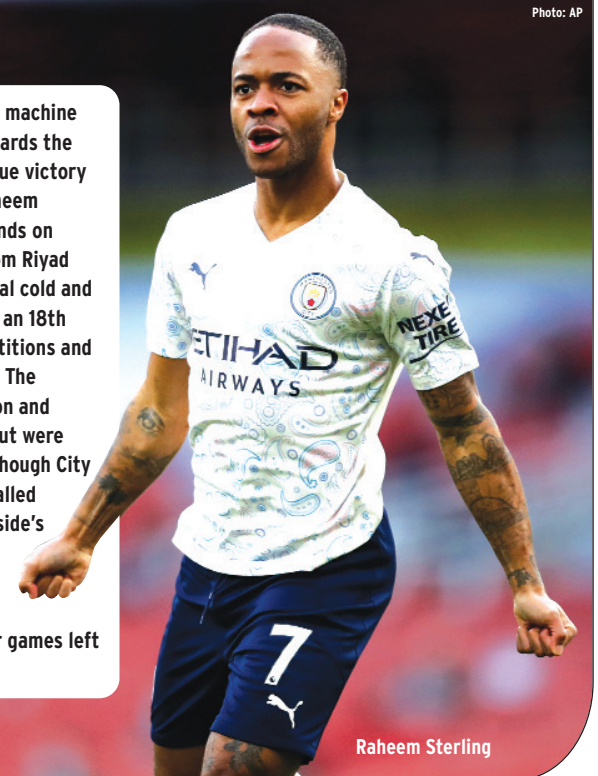 Photo: AP
machine
ards the
ue victory
heem
nds on
om Riyad
al cold and
an 18th
titions and
The
on and
ut were
hough City
alled
side's
r games left
ETIHAD
AIRWAYS
NEXEN
TIRE
7
Raheem Sterling